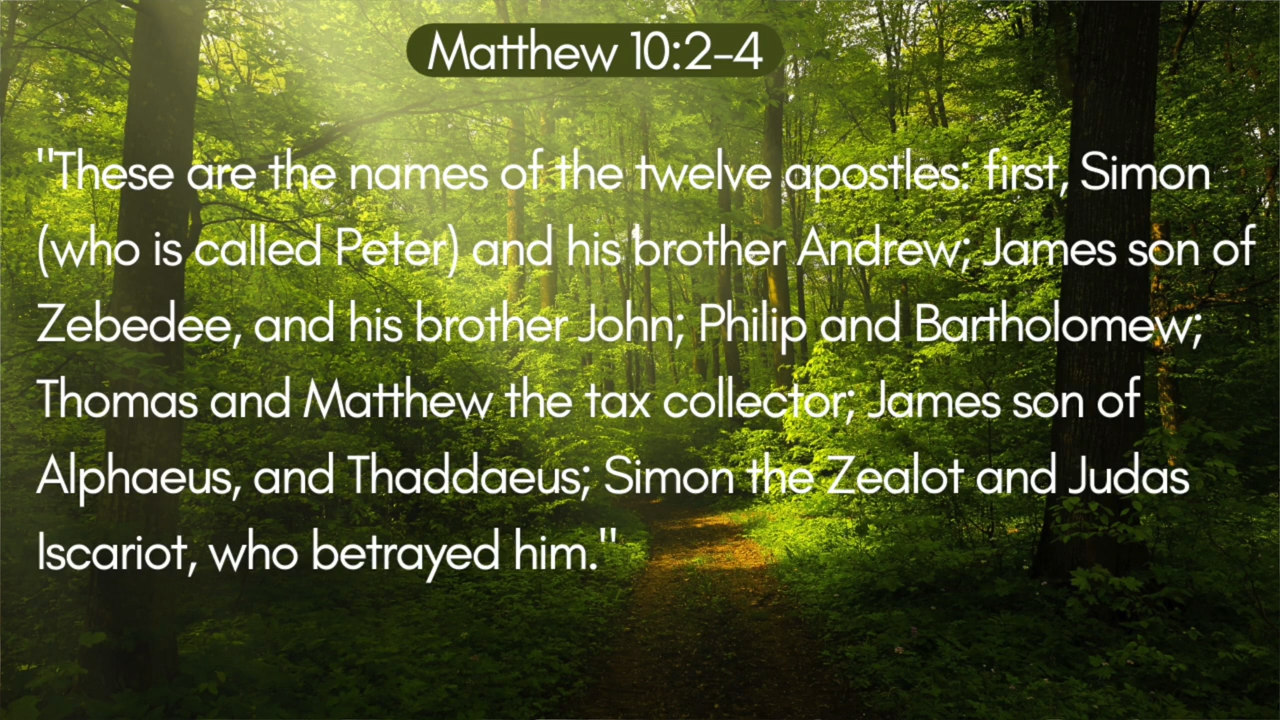 Matthew 10:2-4
"These are the names of the twelve apostles: first, Simon
(who is called Peter) and his brother Andrew; James son of
Zebedee, and his brother John; Philip and Bartholomew;
Thomas and Matthew the tax collector; James son of
Alphaeus, and Thaddaeus; Simon the Zealot and Judas
Iscariot, who betrayed him."